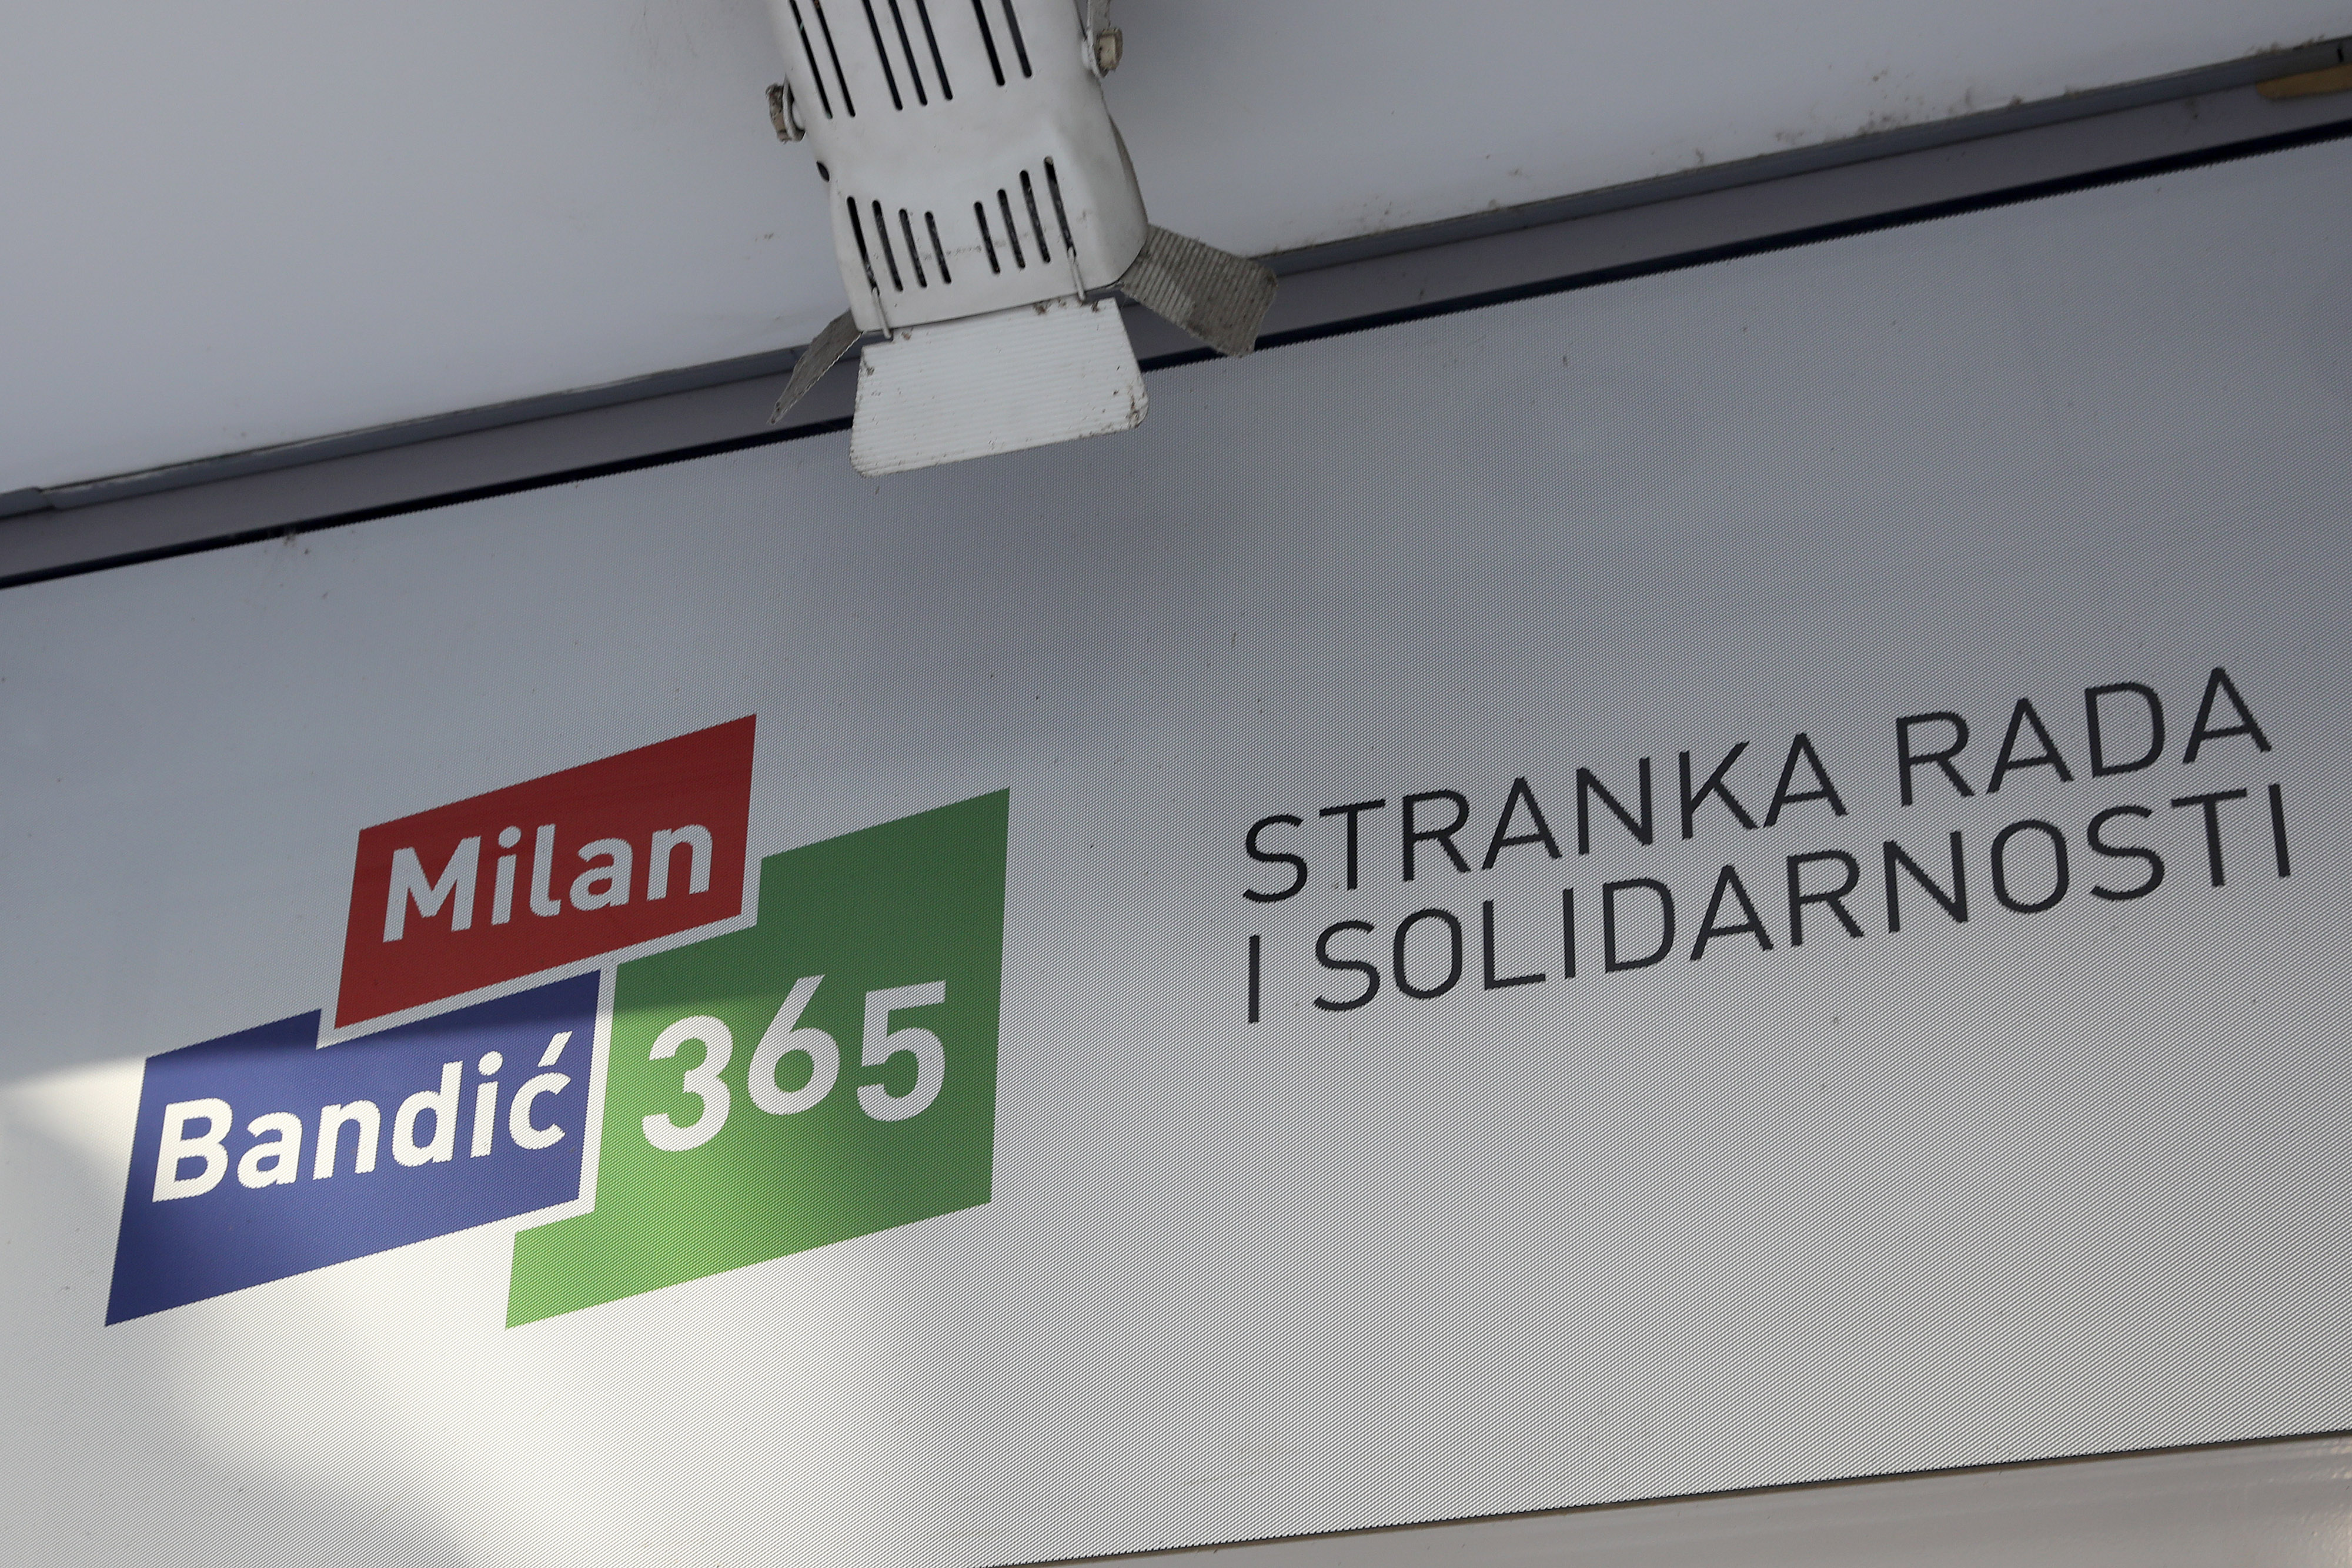 Milan
Bandić 365
STRANKA RADA
I SOLIDARNOSTI